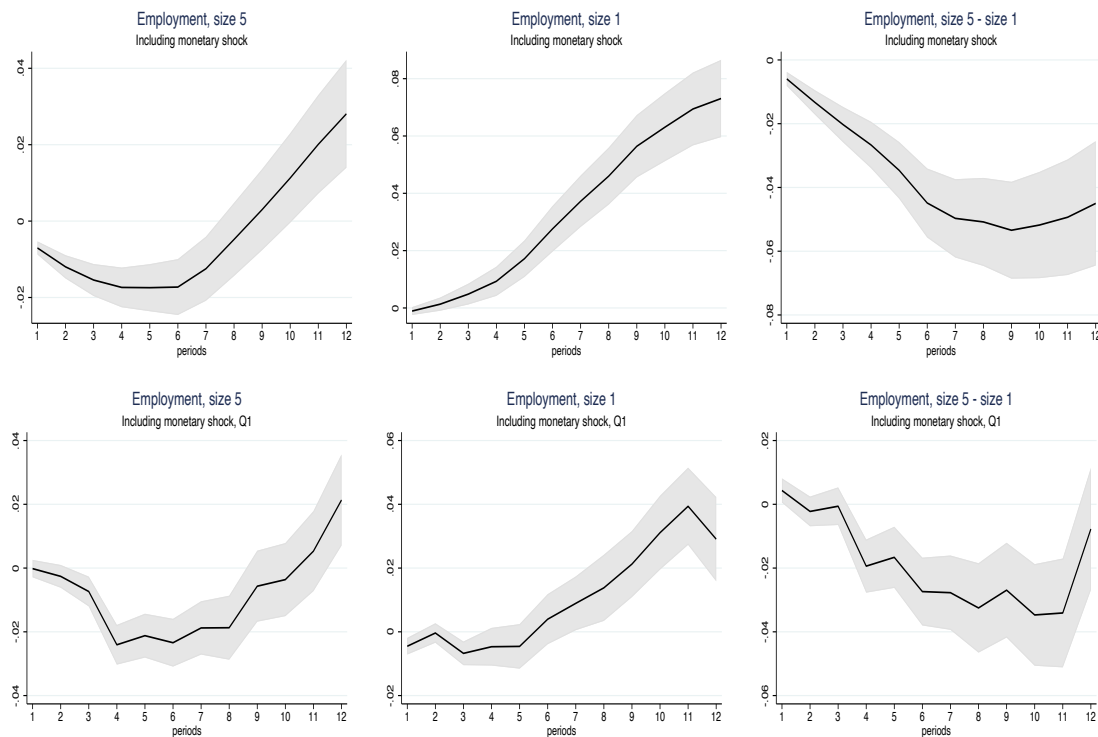 Employment, size 5
Including monetary shock
.04
.02
0
-.02
1 2 3 4 5 6 7 8 9 10 11 12
periods
Employment, size 1
Including monetary shock
.08
.06
.04
.02
0
1 2 3 4 5 6 7 8 9 10 11 12
periods
Employment, size 5 - size 1
Including monetary shock
0
-.02
-.04
-.06
-.08
1 2 3 4 5 6 7 8 9 10 11 12
periods
Employment, size 5
Including monetary shock, Q1
.04
.02
0
-.02
-.04
1 2 3 4 5 6 7 8 9 10 11 12
periods
Employment, size 1
Including monetary shock, Q1
.06
.04
.02
0
-.02
1 2 3 4 5 6 7 8 9 10 11 12
periods
Employment, size 5 - size 1
Including monetary shock, Q1
.02
0
-.02
-.04
-.06
1 2 3 4 5 6 7 8 9 10 11 12
periods